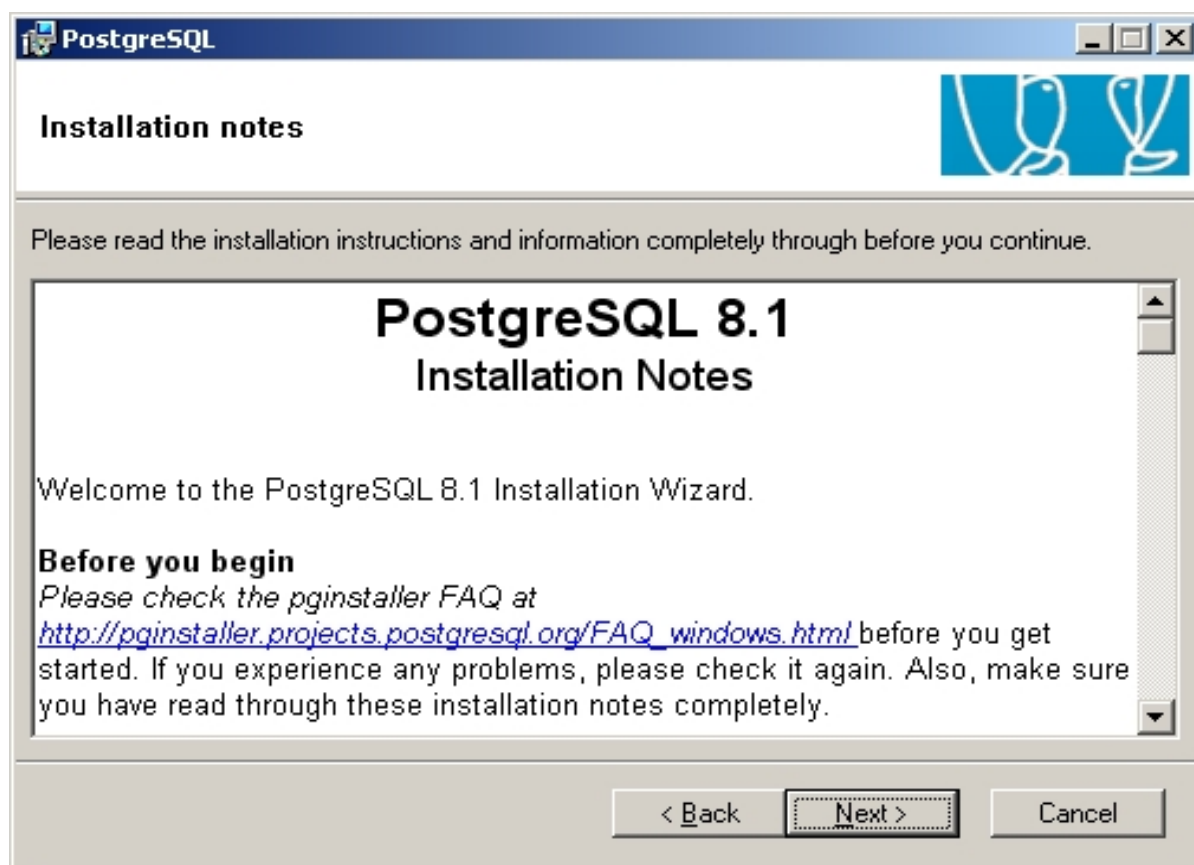 PostgreSQL
Installation notes
Please read the installation instructions and information completely through before you continue.
PostgreSQL 8.1
Installation Notes
Welcome to the PostgreSQL 8.1 Installation Wizard.
Before you begin
Please check the pginstaller FAQ at
http://pginstaller.projects.postgresql.org/FAQ_windows.html before you get
started. If you experience any problems, please check it again. Also, make sure
you have read through these installation notes completely.
< Back
Next >
Cancel